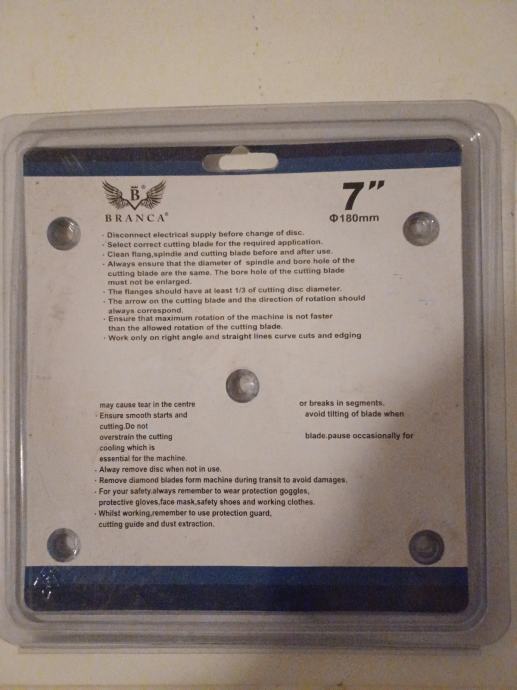 B®
BRANCA®
7"
Φ180mm
· Disconnect electrical supply before change of disc.
· Select correct cutting blade for the required application.
· Clean flang,spindle and cutting blade before and after use.
· Always ensure that the diameter of spindle and bore hole of the
cutting blade are the same. The bore hole of the cutting blade
must not be enlarged.
· The flanges should have at least 1/3 of cutting disc diameter.
· The arrow on the cutting blade and the direction of rotation should
always correspond.
· Ensure that maximum rotation of the machine is not faster
than the allowed rotation of the cutting blade.
· Work only on right angle and straight lines curve cuts and edging
may cause tear in the centre or breaks in segments.
· Ensure smooth starts and avoid tilting of blade when
cutting.Do not
overstrain the cutting blade.pause occasionally for
cooling which is
essential for the machine.
· Alway remove disc when not in use.
· Remove diamond blades form machine during transit to avoid damages.
· For your safety.always remember to wear protection goggles,
protective gloves,face mask,safety shoes and working clothes.
· Whilst working,remember to use protection guard,
cutting guide and dust extraction.